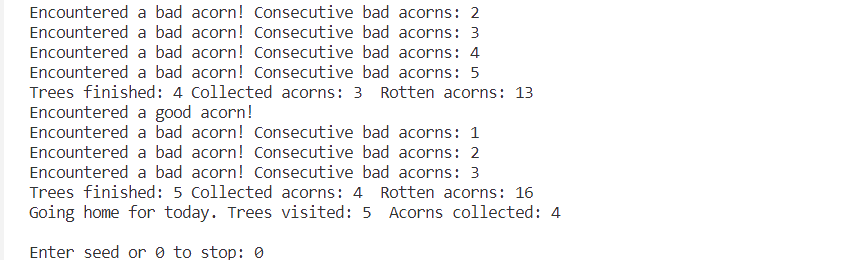 Encountered a bad acorn! Consecutive bad acorns: 2
Encountered a bad acorn! Consecutive bad acorns: 3
Encountered a bad acorn! Consecutive bad acorns: 4
Encountered a bad acorn! Consecutive bad acorns: 5
Trees finished: 4 Collected acorns: 3  Rotten acorns: 13
Encountered a good acorn!
Encountered a bad acorn! Consecutive bad acorns: 1
Encountered a bad acorn! Consecutive bad acorns: 2
Encountered a bad acorn! Consecutive bad acorns: 3
Trees finished: 5 Collected acorns: 4  Rotten acorns: 16
Going home for today. Trees visited: 5  Acorns collected: 4
Enter seed or 0 to stop: 0